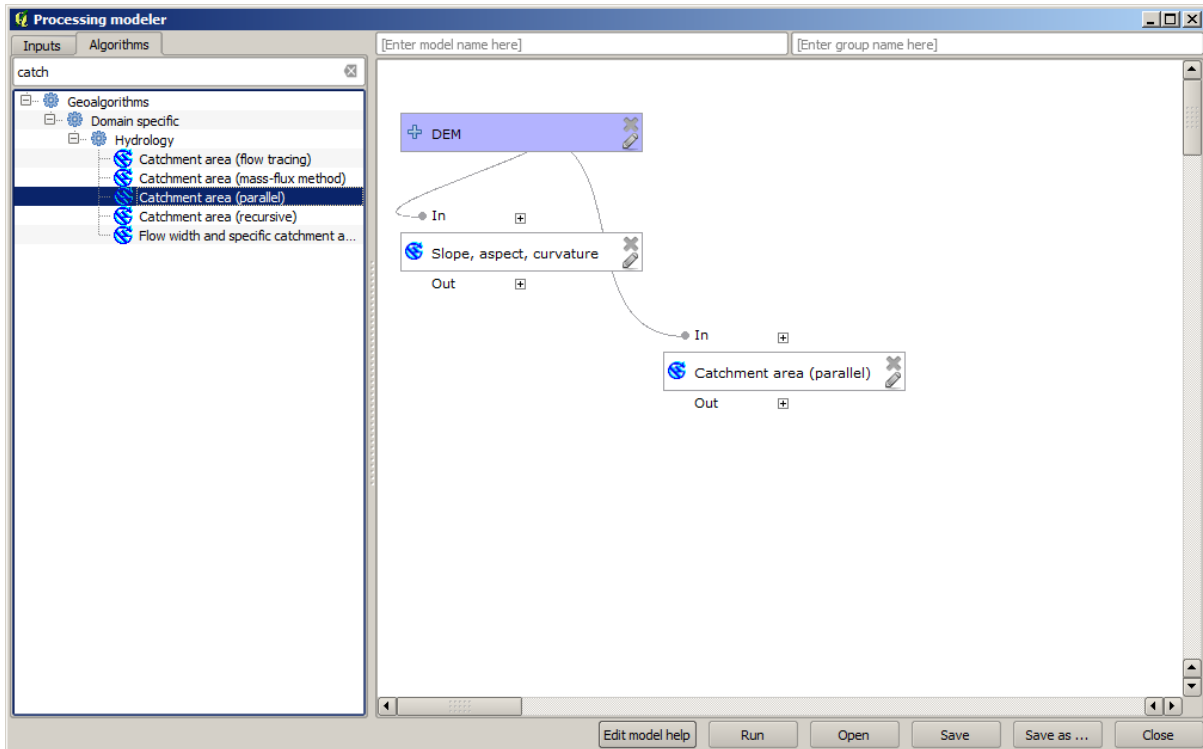 Processing modeler
Inputs Algorithms
[Enter model name here] [Enter group name here]
catch
Geoalgorithms
Domain specific
Hydrology
Catchment area (flow tracing)
Catchment area (mass-flux method)
Catchment area (parallel)
Catchment area (recursive)
Flow width and specific catchment a...
DEM
In
Slope, aspect, curvature
Out
In
Catchment area (parallel)
Out
Edit model help Run Open Save Save as ... Close